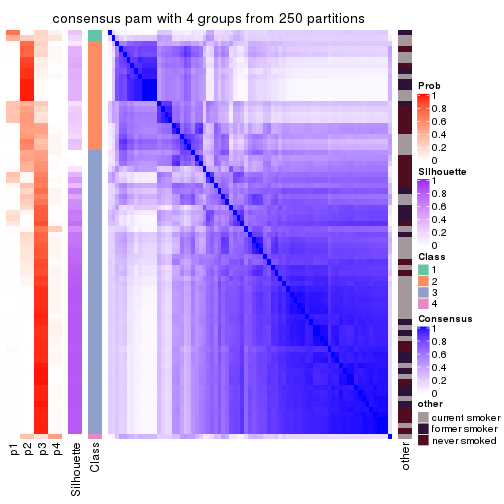 consensus pam with 4 groups from 250 partitions
Prob
1
0.8
0.6
0.4
0.2
0
Silhouette
1
0.8
0.6
0.4
0.2
0
Class
1
2
3
4
Consensus
1
0.8
0.6
0.4
0.2
0
other
current smoker
former smoker
never smoked
p1
p2
p3
p4
Silhouette
Class
other